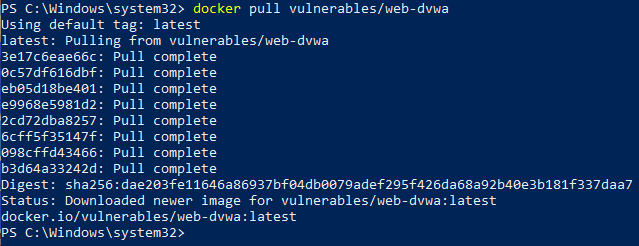 PS C:\Windows\system32> docker pull vulnerables/web-dvwa
Using default tag: latest
latest: Pulling from vulnerables/web-dvwa
3e17c6eae66c: Pull complete
0c57df616dbf: Pull complete
eb05d18be401: Pull complete
e9968e5981d2: Pull complete
2cd72dba8257: Pull complete
6cff5f35147f: Pull complete
098cffd43466: Pull complete
b3d64a33242d: Pull complete
Digest: sha256:dae203fe11646a86937bf04db0079adef295f426da68a92b40e3b181f337daa7
Status: Downloaded newer image for vulnerables/web-dvwa:latest
docker.io/vulnerables/web-dvwa:latest
PS C:\Windows\system32>